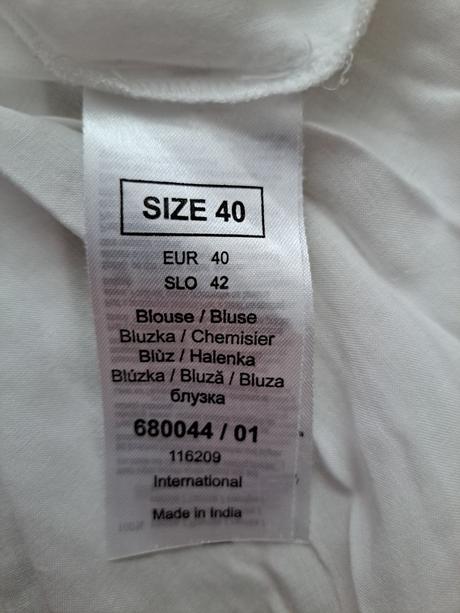 SIZE 40
EUR 40
SLO 42
Blouse / Bluse
Bluzka / Chemisier
Blùz / Halenka
Blúzka / Bluză / Bluza
блузка
680044 / 01
116209
International
Made in India